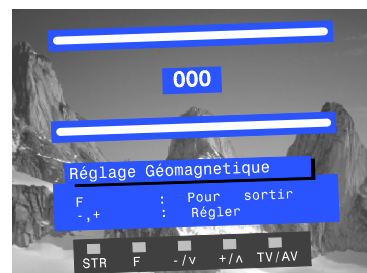 000
Réglage Géomagnetique
F : Pour sortir
-,+ : Régler
STR F -/v +/ʌ TV/AV